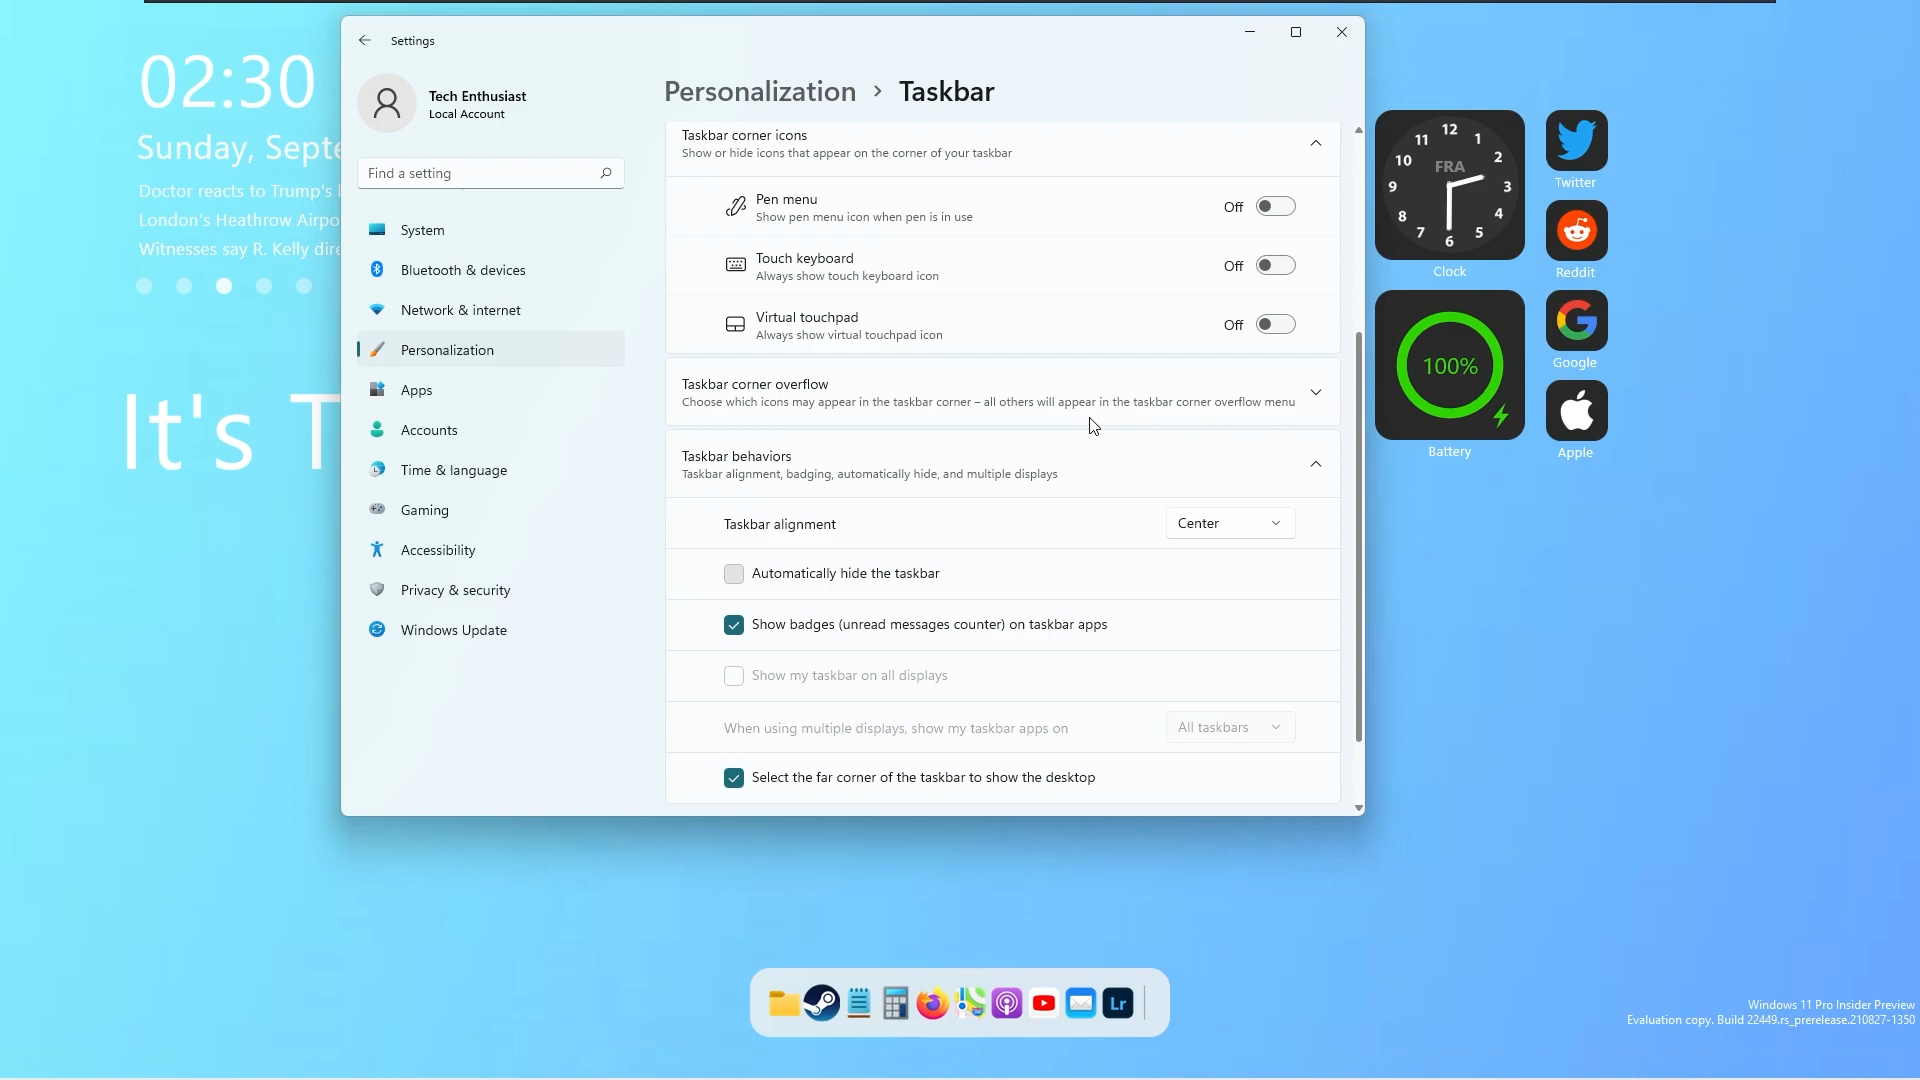 Settings
Tech Enthusiast
Local Account
Find a setting
System
Bluetooth & devices
Network & internet
Personalization
Apps
Accounts
Time & language
Gaming
Accessibility
Privacy & security
Windows Update
Personalization > Taskbar
Taskbar corner icons
Show or hide icons that appear on the corner of your taskbar
Pen menu
Show pen menu icon when pen is in use
Off
Touch keyboard
Always show touch keyboard icon
Off
Virtual touchpad
Always show virtual touchpad icon
Off
Taskbar corner overflow
Choose which icons may appear in the taskbar corner – all others will appear in the taskbar corner overflow menu
Taskbar behaviors
Taskbar alignment, badging, automatically hide, and multiple displays
Taskbar alignment
Center
Automatically hide the taskbar
Show badges (unread messages counter) on taskbar apps
Show my taskbar on all displays
When using multiple displays, show my taskbar apps on
All taskbars
Select the far corner of the taskbar to show the desktop
02:30
Sunday, Septe
Doctor reacts to Trump's
London's Heathrow Airpo
Witnesses say R. Kelly dire
It's T
12
1
2
3
4
5
6
7
8
9
10
11
FRA
Clock
Twitter
Reddit
100%
Battery
Google
Apple
Lr
Windows 11 Pro Insider Preview
Evaluation copy. Build 22449.rs_prerelease.210827-1350